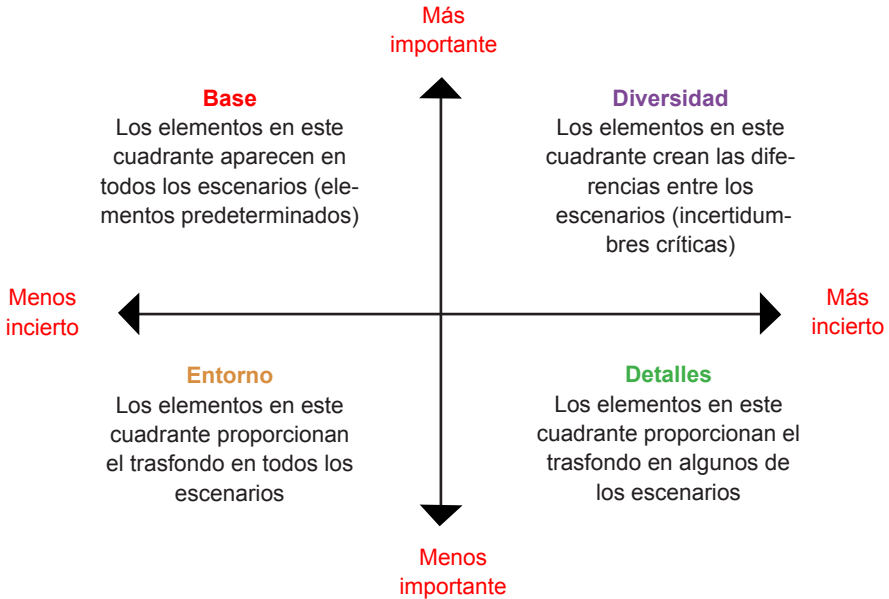 Más
importante
Base
Los elementos en este
cuadrante aparecen en
todos los escenarios (ele-
mentos predeterminados)
Diversidad
Los elementos en este
cuadrante crean las dife-
rencias entre los
escenarios (incertidum-
bres críticas)
Menos
incierto
Más
incierto
Entorno
Los elementos en este
cuadrante proporcionan
el trasfondo en todos los
escenarios
Detalles
Los elementos en este
cuadrante proporcionan el
trasfondo en algunos de
los escenarios
Menos
importante